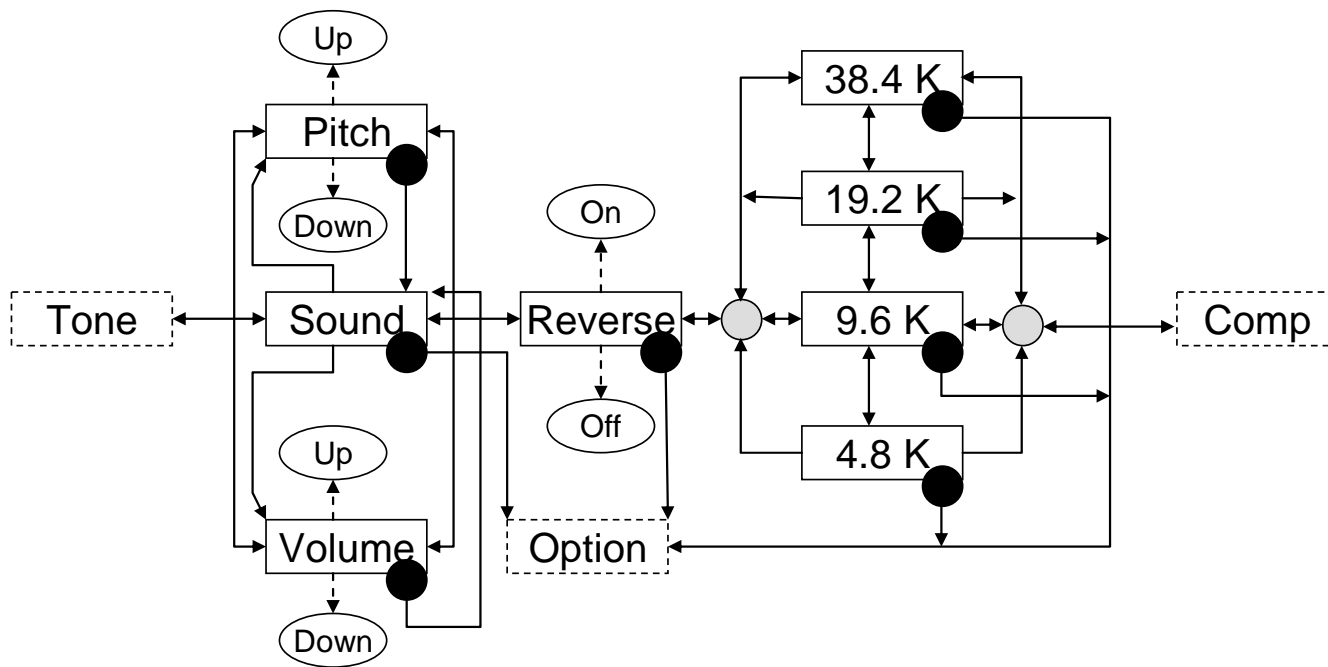 Up
38.4 K
Pitch
19.2 K
Down
On
Tone
Sound
Reverse
9.6 K
Comp
Off
Up
4.8 K
Volume
Option
Down